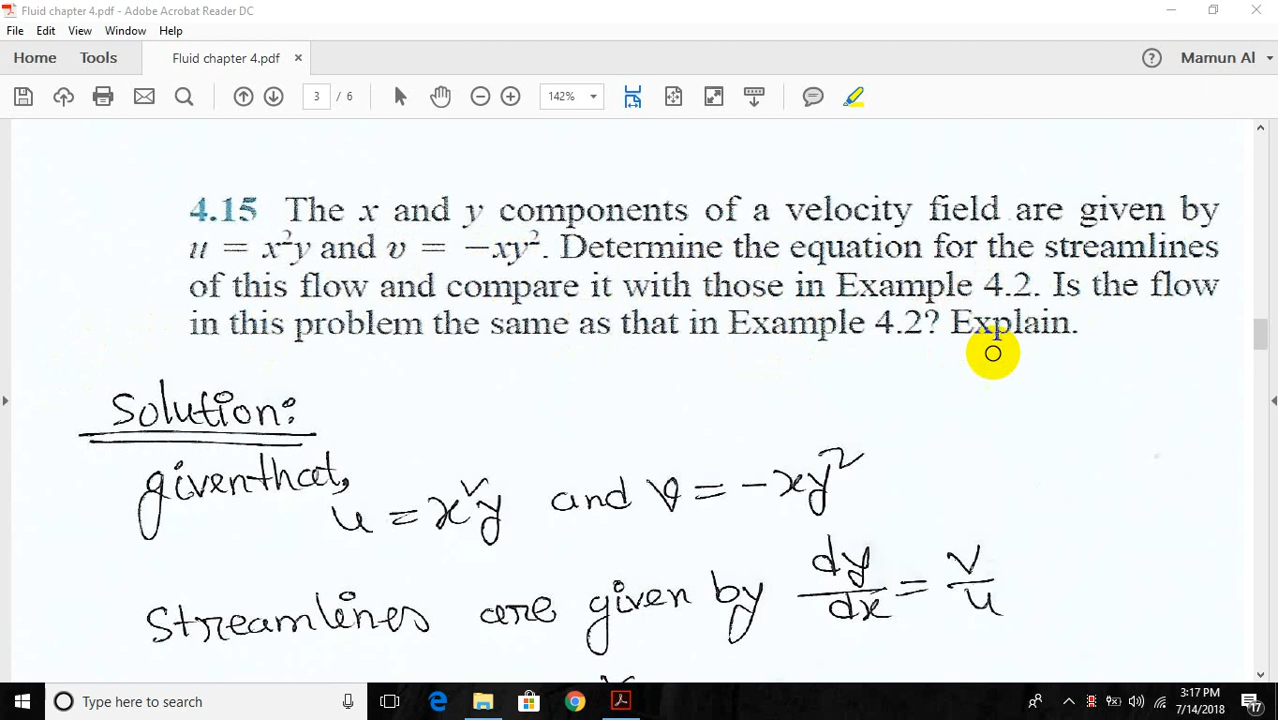 Fluid chapter 4.pdf - Adobe Acrobat Reader DC
File Edit View Window Help
Home Tools Fluid chapter 4.pdf × Mamun Al
3 / 6 142%
4.15 The x and y components of a velocity field are given by
u = x²y and v = −xy². Determine the equation for the streamlines
of this flow and compare it with those in Example 4.2. Is the flow
in this problem the same as that in Example 4.2? Explain.
Solution:
given that,
u = x²y and v = −xy²
Streamlines are given by dy/dx = v/u
Type here to search
3:17 PM
7/14/2018
17